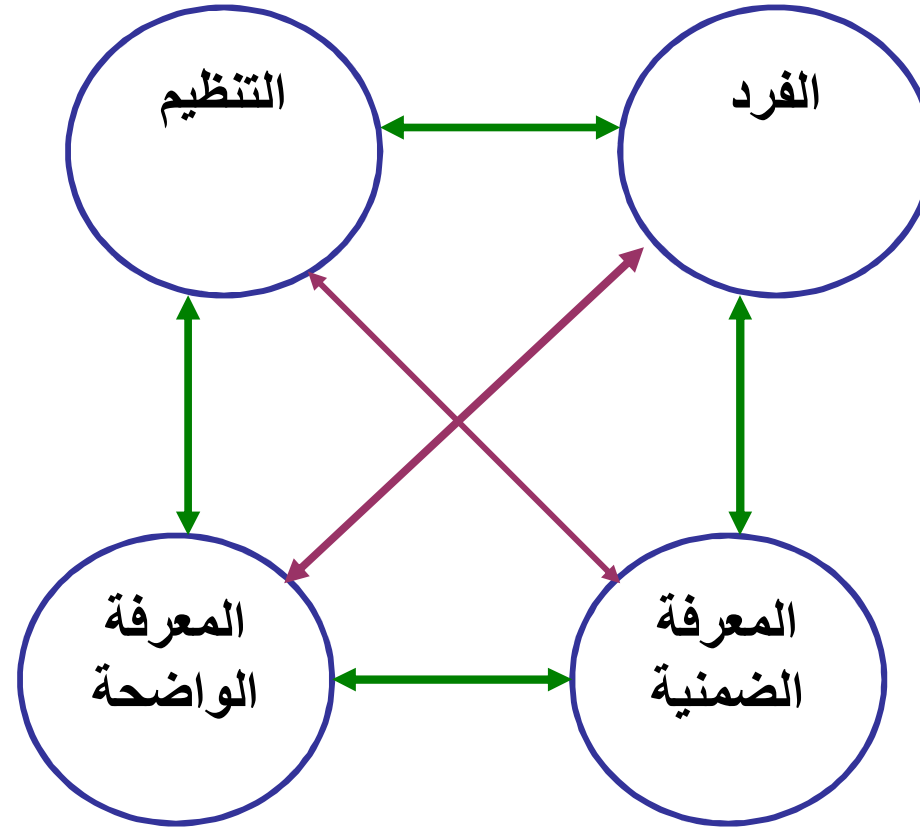 الفرد
التنظيم
المعرفة
الضمنية
المعرفة
الواضحة